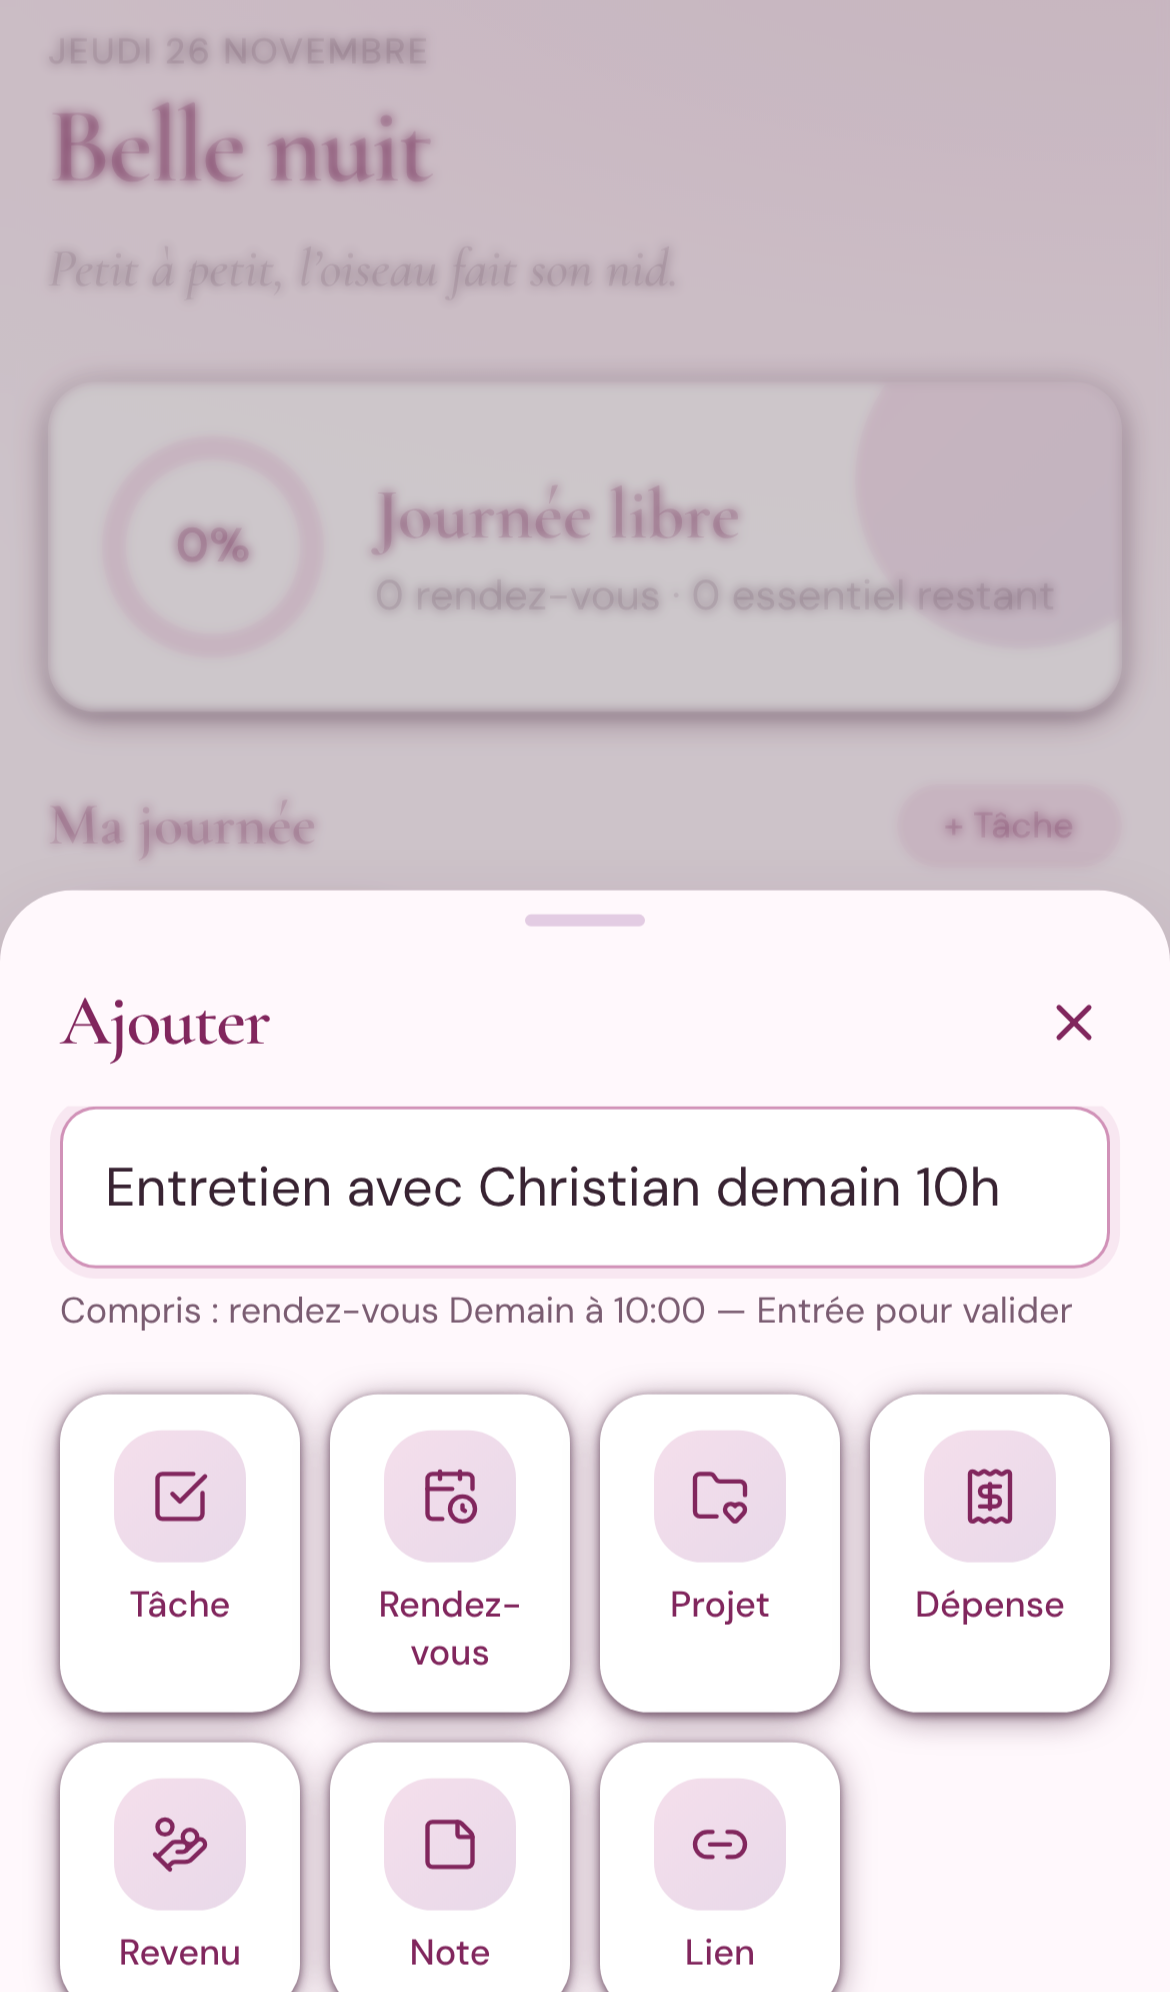 JEUDI 26 NOVEMBRE
Belle nuit
Petit à petit, l’oiseau fait son nid.
0%
Journée libre
0 rendez-vous · 0 essentiel restant
Ma journée
+ Tâche
Ajouter
Entretien avec Christian demain 10h
Compris : rendez-vous Demain à 10:00 — Entrée pour valider
Tâche
Rendez-
vous
Projet
Dépense
Revenu
Note
Lien